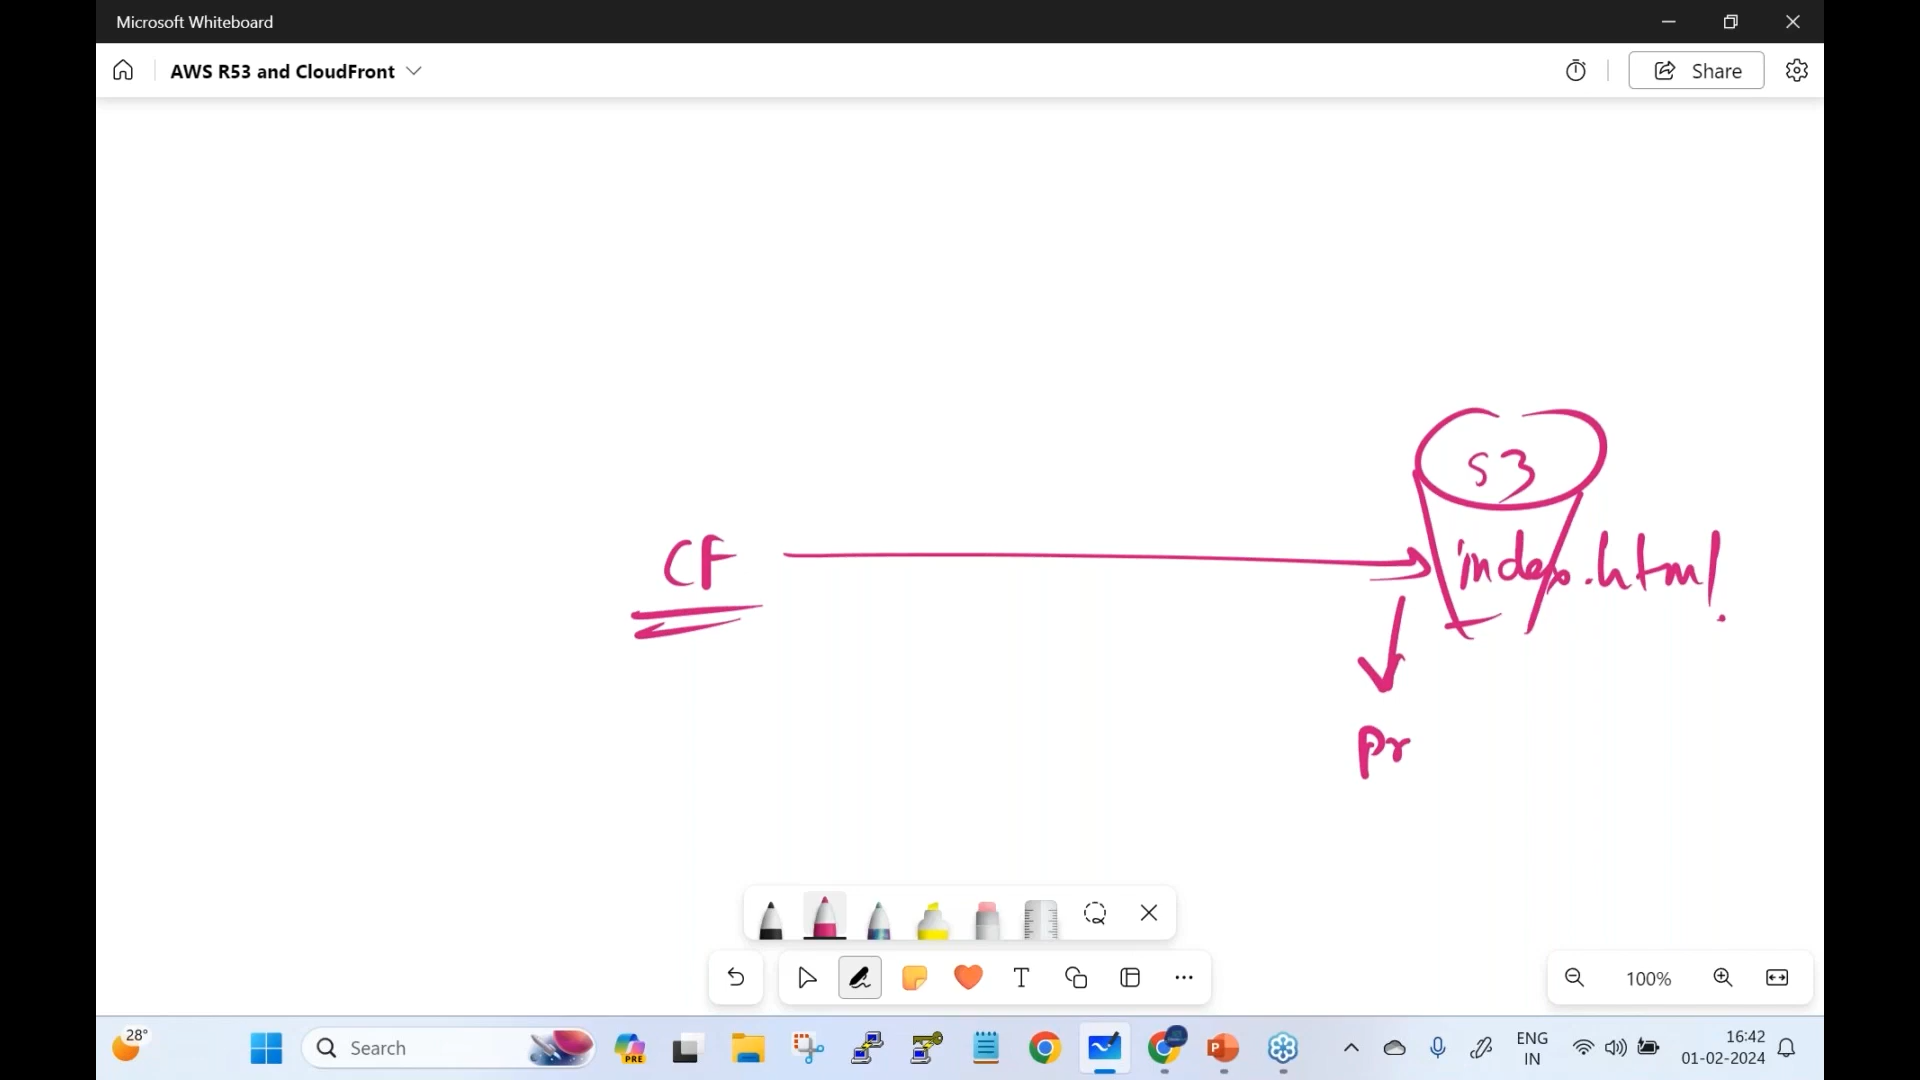 Microsoft Whiteboard
AWS R53 and CloudFront
Share
S3
CF
index.html
Pr
T
100%
28°
Search
PRE
P
ENG
IN
16:42
01-02-2024